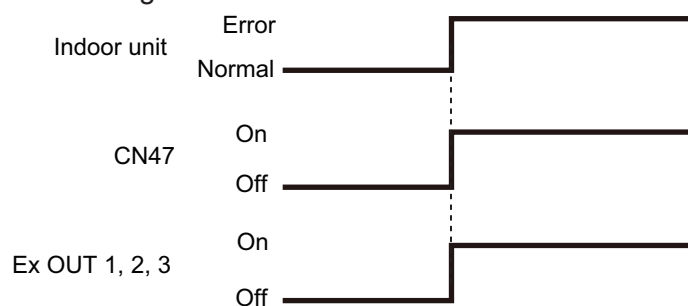 Error
Indoor unit
Normal
On
CN47
Off
On
Ex OUT 1, 2, 3
Off